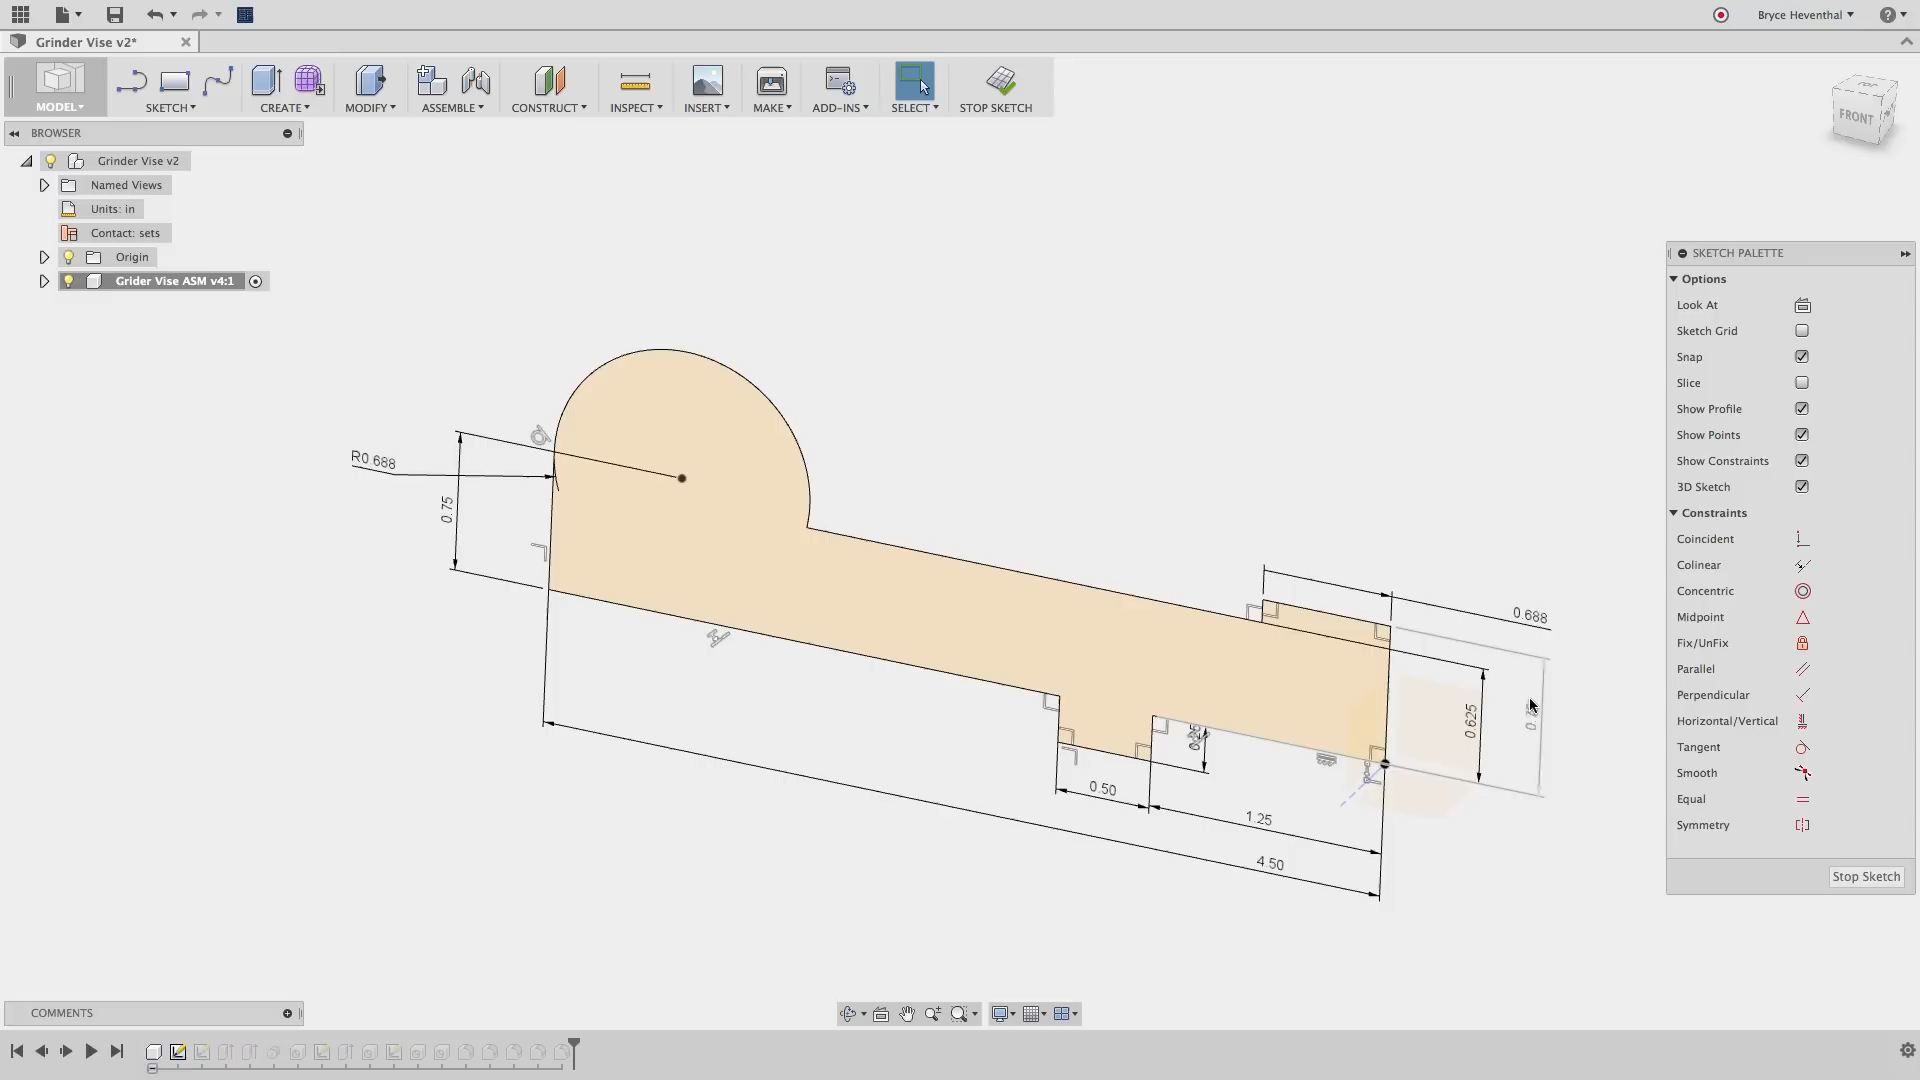 Bryce Heventhal
Grinder Vise v2*
MODEL
SKETCH
CREATE
MODIFY
ASSEMBLE
CONSTRUCT
INSPECT
INSERT
MAKE
ADD-INS
SELECT
STOP SKETCH
TOP
FRONT
BROWSER
Grinder Vise v2
Named Views
Units: in
Contact: sets
Origin
Grider Vise ASM v4:1
SKETCH PALETTE
Options
Look At
Sketch Grid
Snap
Slice
Show Profile
Show Points
Show Constraints
3D Sketch
Constraints
Coincident
Colinear
Concentric
Midpoint
Fix/UnFix
Parallel
Perpendicular
Horizontal/Vertical
Tangent
Smooth
Equal
Symmetry
Stop Sketch
R0.688
0.75
0.688
0.625
0.50
1.25
4.50
COMMENTS